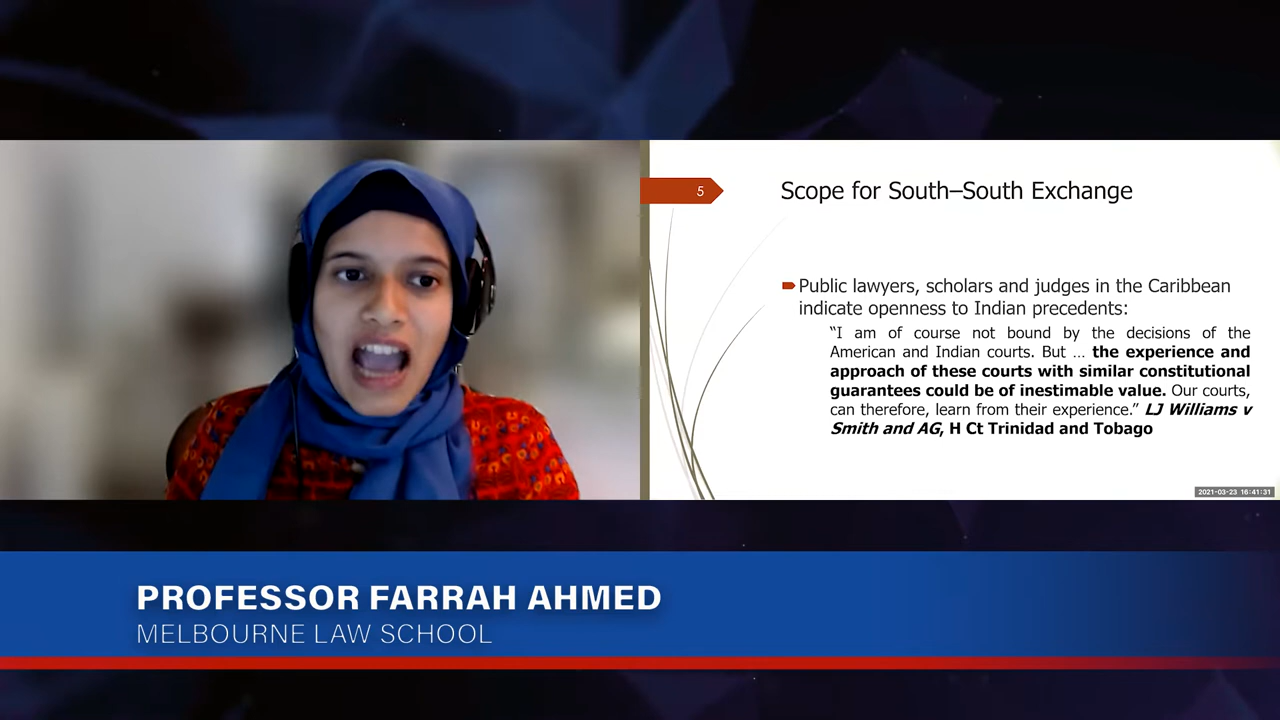 5
Scope for South–South Exchange
Public lawyers, scholars and judges in the Caribbean
indicate openness to Indian precedents:
“I am of course not bound by the decisions of the
American and Indian courts. But ... the experience and
approach of these courts with similar constitutional
guarantees could be of inestimable value. Our courts,
can therefore, learn from their experience.” LJ Williams v
Smith and AG, H Ct Trinidad and Tobago
2021-03-23 16:41:31
PROFESSOR FARRAH AHMED
MELBOURNE LAW SCHOOL